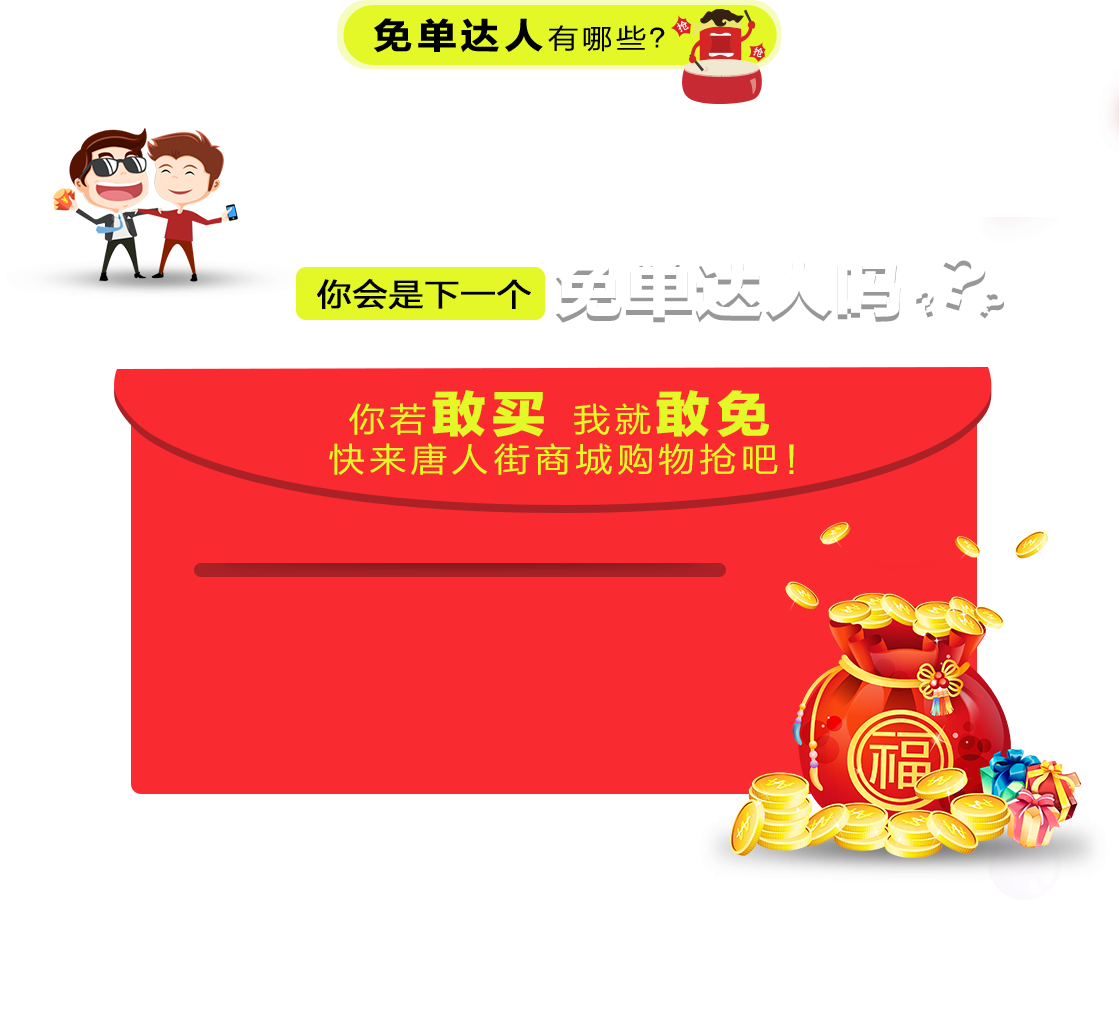 免单达人有哪些?
抢
抢
你会是下一个 免单达人吗???
你若敢买 我就敢免
快来唐人街商城购物抢吧!
福